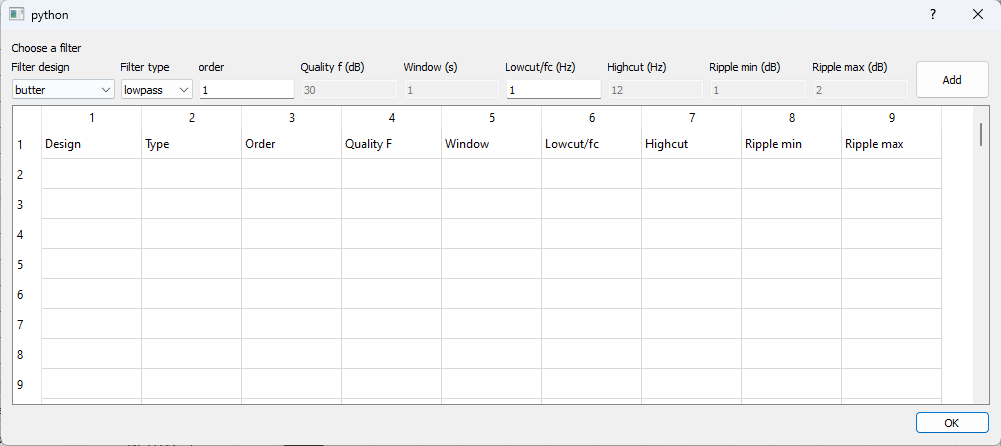 python ?
Choose a filter
Filter design Filter type order Quality f (dB) Window (s) Lowcut/fc (Hz) Highcut (Hz) Ripple min (dB) Ripple max (dB)
butter lowpass 1 30 1 1 12 1 2 Add
1 2 3 4 5 6 7 8 9
1 Design Type Order Quality F Window Lowcut/fc Highcut Ripple min Ripple max
2
3
4
5
6
7
8
9
OK